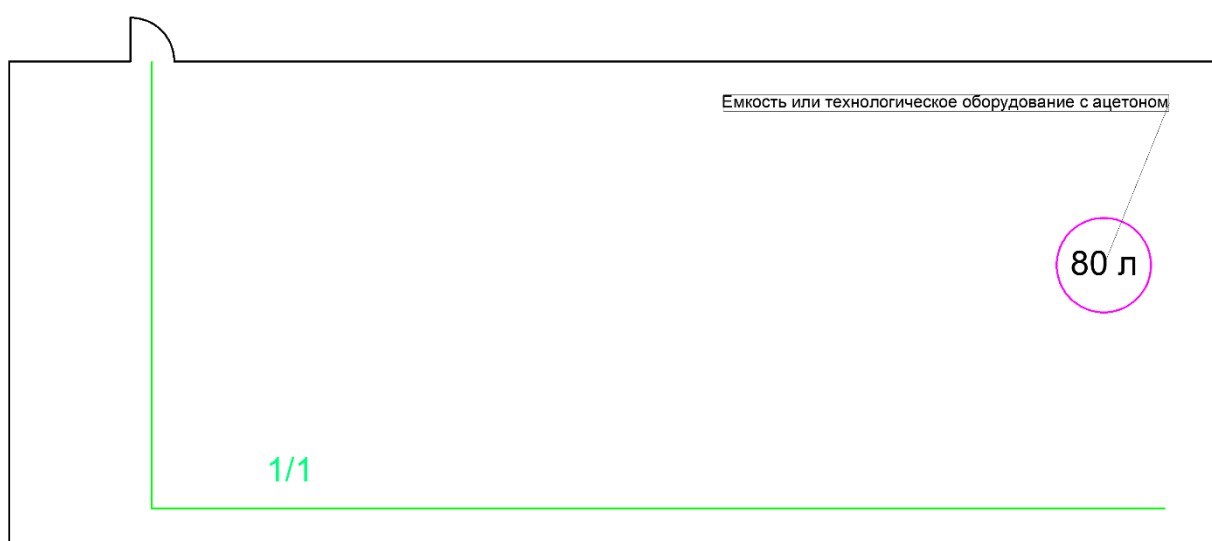 Емкость или технологическое оборудование с ацетоном
80 л
1/1